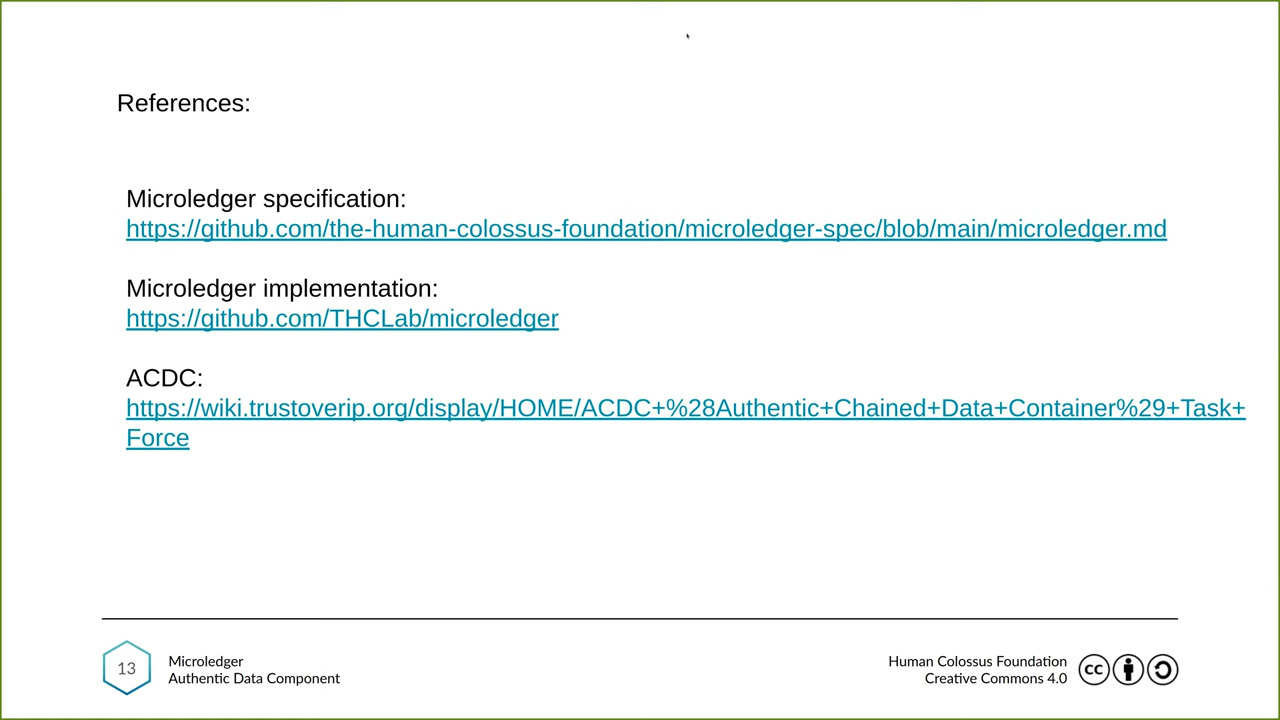 References:
Microledger specification:
https://github.com/the-human-colossus-foundation/microledger-spec/blob/main/microledger.md
Microledger implementation:
https://github.com/THCLab/microledger
ACDC:
https://wiki.trustoverip.org/display/HOME/ACDC+%28Authentic+Chained+Data+Container%29+Task+
Force
13
Microledger
Authentic Data Component
Human Colossus Foundation
Creative Commons 4.0
cc